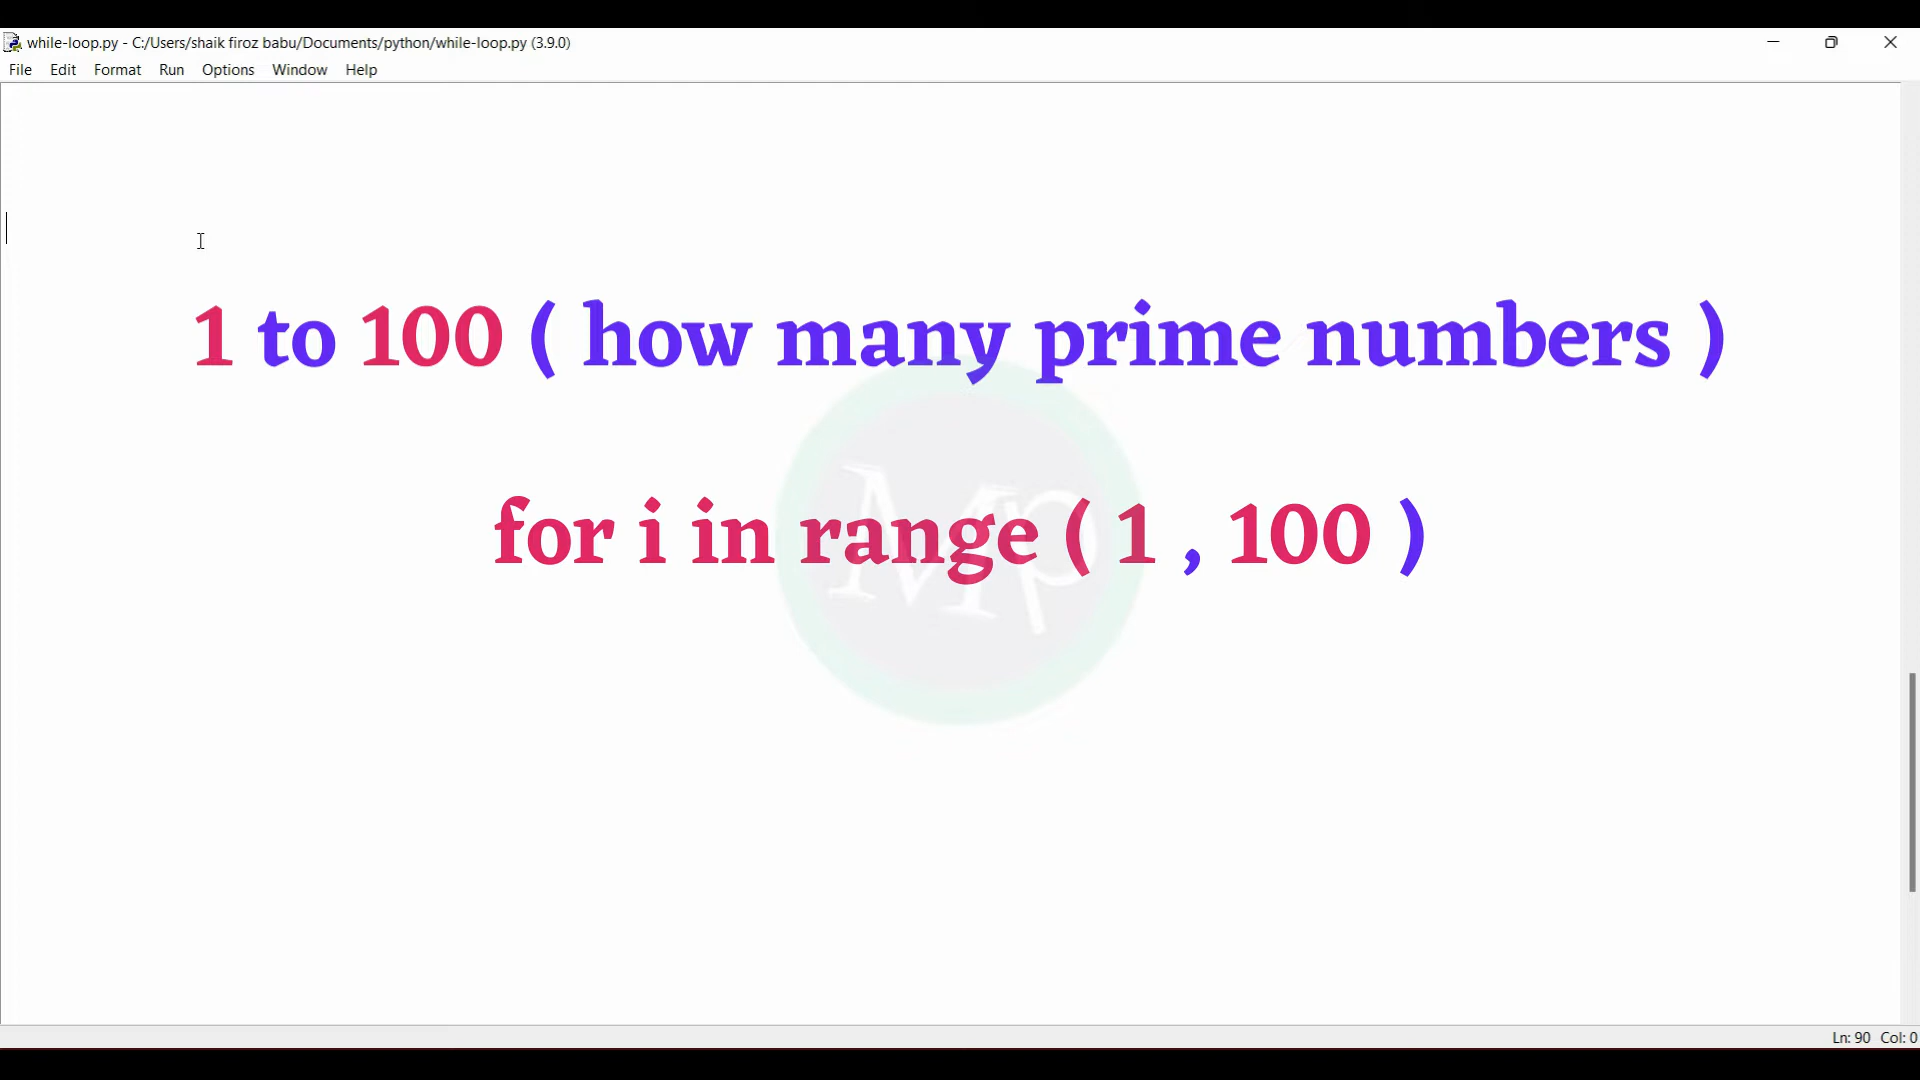 while-loop.py - C:/Users/shaik firoz babu/Documents/python/while-loop.py (3.9.0)
File Edit Format Run Options Window Help
1 to 100 ( how many prime numbers )
for i in range ( 1 , 100 )
Mp
Ln: 90 Col: 0